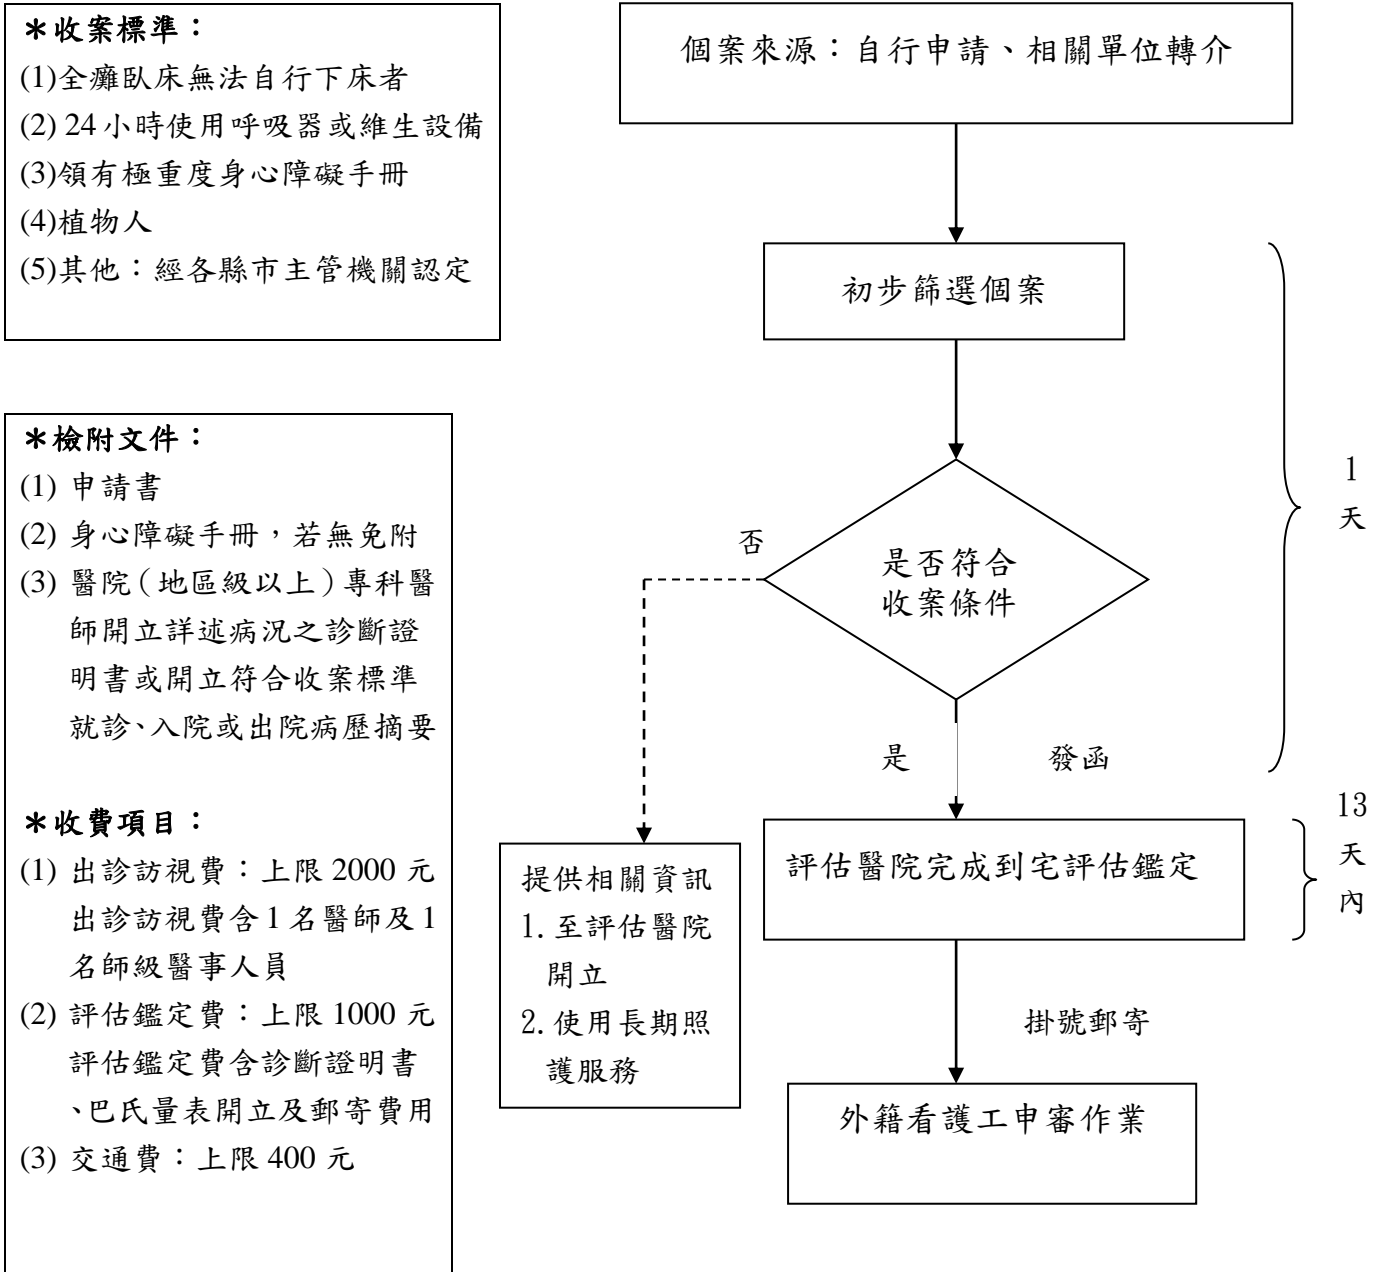 ＊收案標準：
(1)全癱臥床無法自行下床者
(2) 24小時使用呼吸器或維生設備
(3)領有極重度身心障礙手冊
(4)植物人
(5)其他：經各縣市主管機關認定
＊檢附文件：
(1) 申請書
(2) 身心障礙手冊，若無免附
(3) 醫院（地區級以上）專科醫
師開立詳述病況之診斷證
明書或開立符合收案標準
就診、入院或出院病歷摘要
＊收費項目：
(1) 出診訪視費：上限 2000 元
出診訪視費含 1 名醫師及 1
名師級醫事人員
(2) 評估鑑定費：上限 1000 元
評估鑑定費含診斷證明書
、巴氏量表開立及郵寄費用
(3) 交通費：上限 400 元
個案來源：自行申請、相關單位轉介
初步篩選個案
是否符合
收案條件
否
是
發函
1
天
提供相關資訊
1. 至評估醫院
開立
2. 使用長期照
護服務
評估醫院完成到宅評估鑑定
13
天
內
掛號郵寄
外籍看護工申審作業